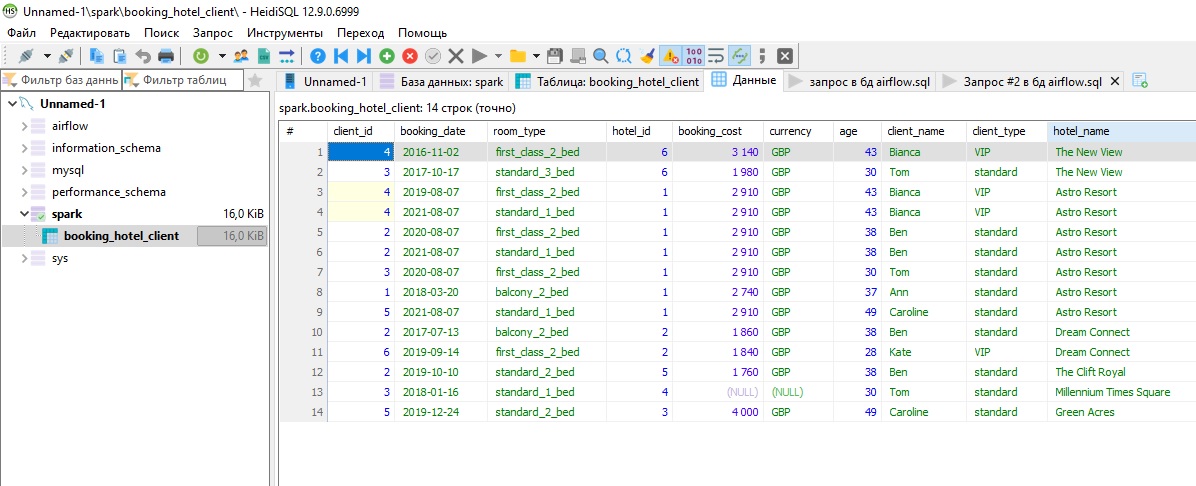 Unnamed-1\spark\booking_hotel_client\ - HeidiSQL 12.9.0.6999
Файл Редактировать Поиск Запрос Инструменты Переход Помощь
Фильтр баз данн Фильтр таблиц Unnamed-1 База данных: spark Таблица: booking_hotel_client Данные запрос в бд airflow.sql Запрос #2 в бд airflow.sql
Unnamed-1
airflow
information_schema
mysql
performance_schema
spark 16,0 KiB
booking_hotel_client 16,0 KiB
sys
spark.booking_hotel_client: 14 строк (точно)
# client_id booking_date room_type hotel_id booking_cost currency age client_name client_type hotel_name
1 4 2016-11-02 first_class_2_bed 6 3 140 GBP 43 Bianca VIP The New View
2 3 2017-10-17 standard_3_bed 6 1 980 GBP 30 Tom standard The New View
3 4 2019-08-07 first_class_2_bed 1 2 910 GBP 43 Bianca VIP Astro Resort
4 4 2021-08-07 standard_1_bed 1 2 910 GBP 43 Bianca VIP Astro Resort
5 2 2020-08-07 first_class_2_bed 1 2 910 GBP 38 Ben standard Astro Resort
6 2 2021-08-07 standard_1_bed 1 2 910 GBP 38 Ben standard Astro Resort
7 3 2020-08-07 first_class_2_bed 1 2 910 GBP 30 Tom standard Astro Resort
8 1 2018-03-20 balcony_2_bed 1 2 740 GBP 37 Ann standard Astro Resort
9 5 2021-08-07 standard_1_bed 1 2 910 GBP 49 Caroline standard Astro Resort
10 2 2017-07-13 balcony_2_bed 2 1 860 GBP 38 Ben standard Dream Connect
11 6 2019-09-14 first_class_2_bed 2 1 840 GBP 28 Kate VIP Dream Connect
12 2 2019-10-10 standard_2_bed 5 1 760 GBP 38 Ben standard The Clift Royal
13 3 2018-01-16 standard_2_bed 4 (NULL) (NULL) 30 Tom standard Millennium Times Square
14 5 2019-12-24 standard_2_bed 3 4 000 GBP 49 Caroline standard Green Acres